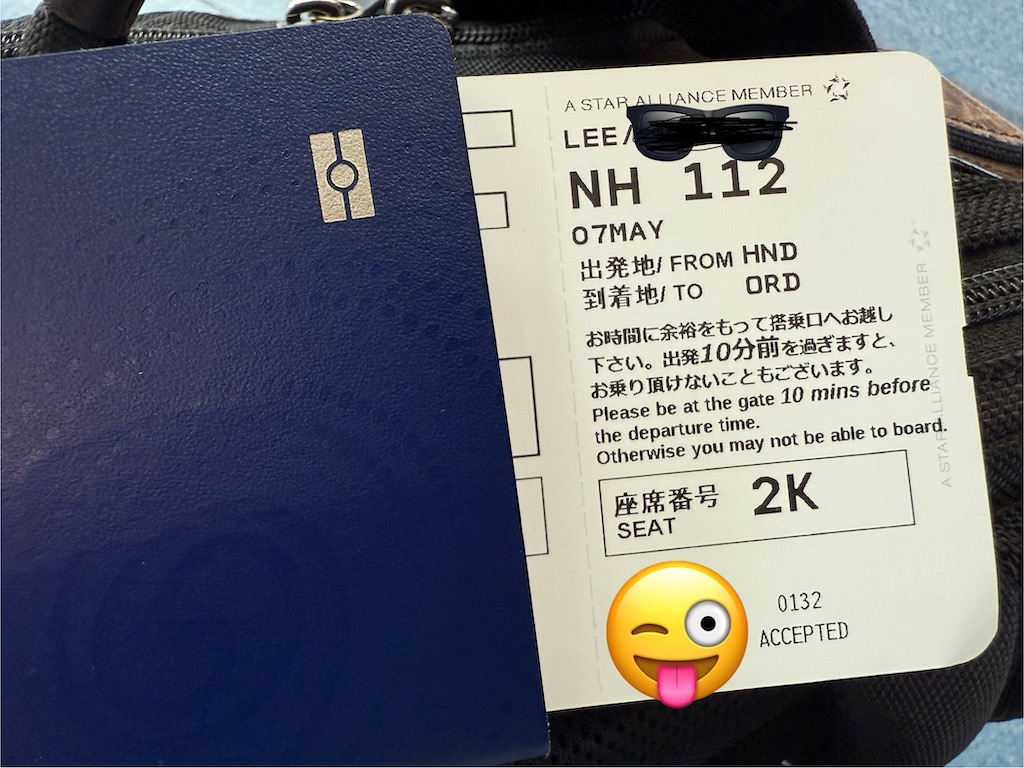 A STAR ALLIANCE MEMBER
LEE/
NH 112
07MAY
出発地/ FROM HND
到着地/ TO ORD
お時間に余裕をもって搭乗口へお越し
下さい。出発10分前を過ぎますと、
お乗り頂けないこともございます。
Please be at the gate 10 mins before
the departure time.
Otherwise you may not be able to board.
座席番号 2K
SEAT
0132
ACCEPTED
A STAR ALLIANCE MEMBER